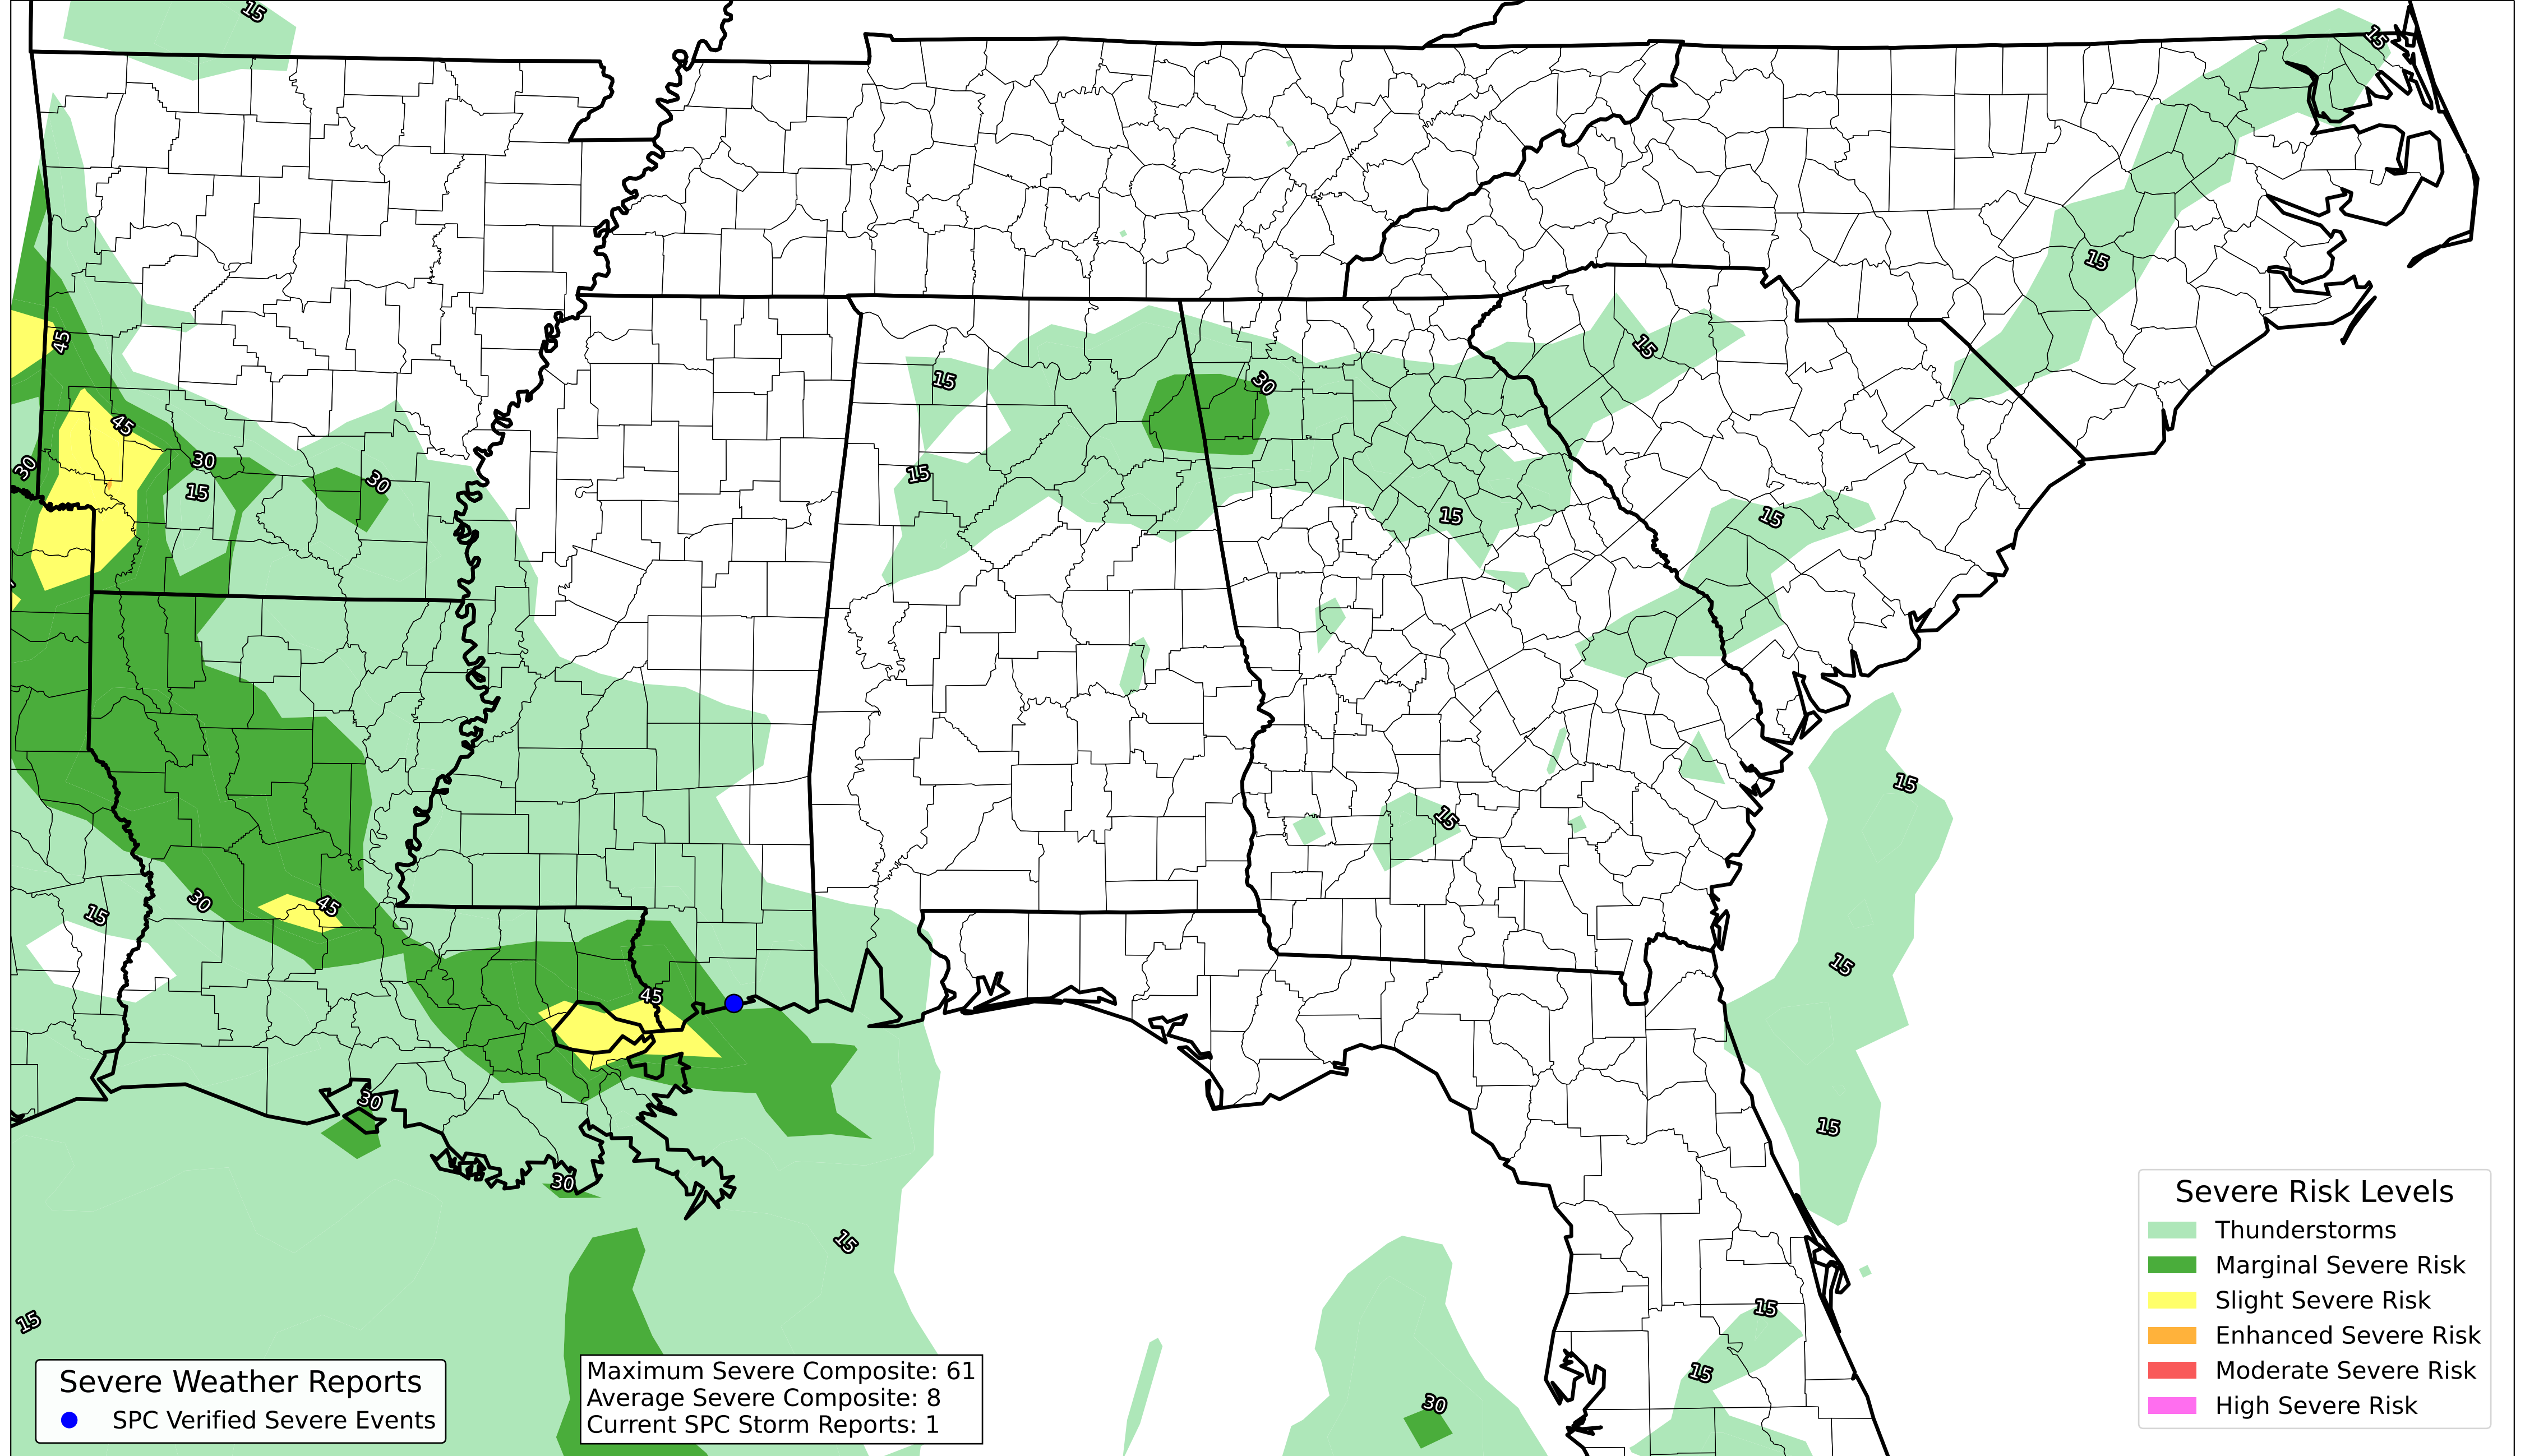 15
15
15
45
15
30
15
45
30
30
30
15
15
15
15
15
15
30
45
15
45
15
30
15
30
15
15
15
15
30
Severe Weather Reports
SPC Verified Severe Events
Maximum Severe Composite: 61
Average Severe Composite: 8
Current SPC Storm Reports: 1
Severe Risk Levels
Thunderstorms
Marginal Severe Risk
Slight Severe Risk
Enhanced Severe Risk
Moderate Severe Risk
High Severe Risk